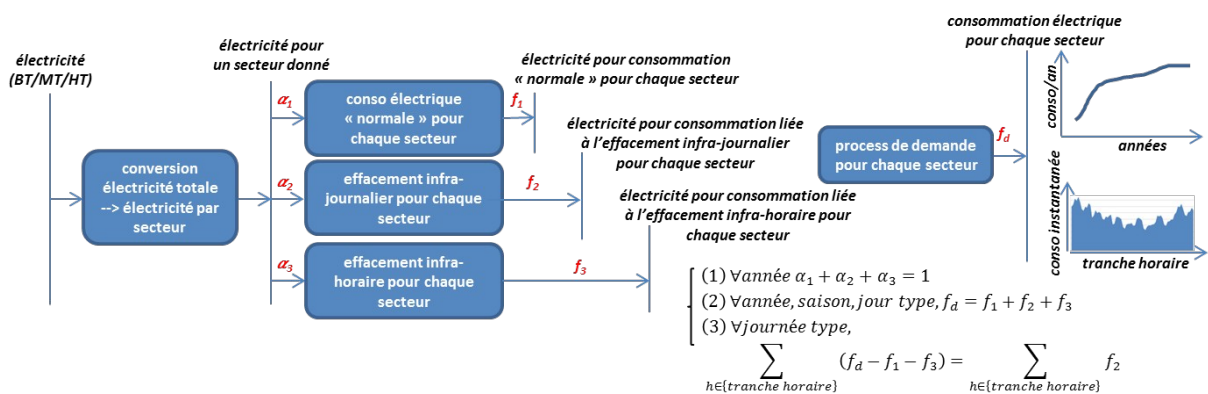 électricité
(BT/MT/HT)
conversion
électricité totale
--> électricité par
secteur
électricité pour
un secteur donné
α1
α2
α3
conso électrique
« normale » pour
chaque secteur
effacement infra-
journalier pour chaque
secteur
effacement infra-
horaire pour chaque
secteur
f1
f2
f3
électricité pour consommation
« normale » pour chaque secteur
électricité pour consommation liée
à l’effacement infra-journalier
pour chaque secteur
électricité pour consommation liée
à l’effacement infra-horaire pour
chaque secteur
process de demande
pour chaque secteur
fd
consommation électrique
pour chaque secteur
conso/an
années
conso instantanée
tranche horaire
(1) ∀année α1 + α2 + α3 = 1
(2) ∀année, saison, jour type, fd = f1 + f2 + f3
(3) ∀journée type,
∑ (fd − f1 − f3) = ∑ f2
h∈{tranche horaire} h∈{tranche horaire}